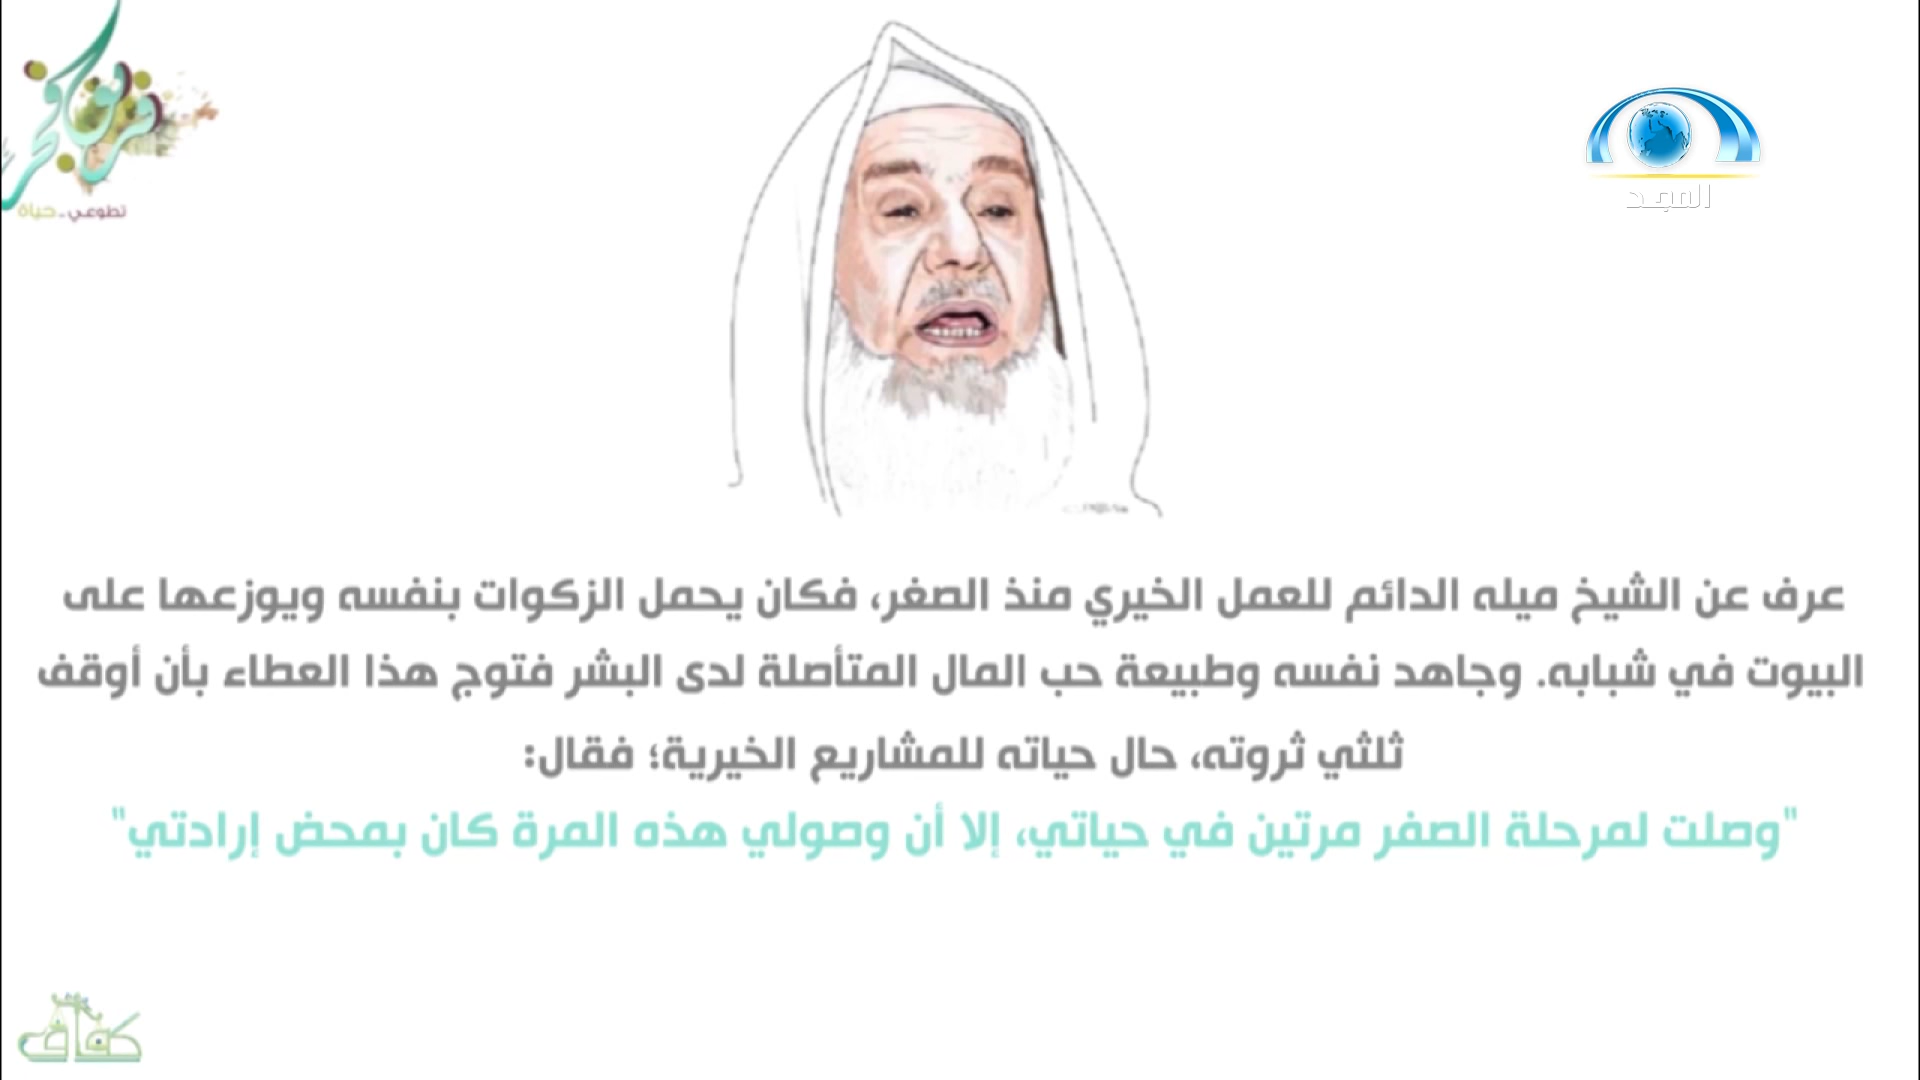 فريق فخر
تطوعي - حياة
المجد
عرف عن الشيخ ميله الدائم للعمل الخيري منذ الصغر، فكان يحمل الزكوات بنفسه ويوزعها على
البيوت في شبابه. وجاهد نفسه وطبيعة حب المال المتأصلة لدى البشر فتوج هذا العطاء بأن أوقف
ثلثي ثروته، حال حياته للمشاريع الخيرية؛ فقال:
"وصلت لمرحلة الصفر مرتين في حياتي، إلا أن وصولي هذه المرة كان بمحض إرادتي"
كفاف